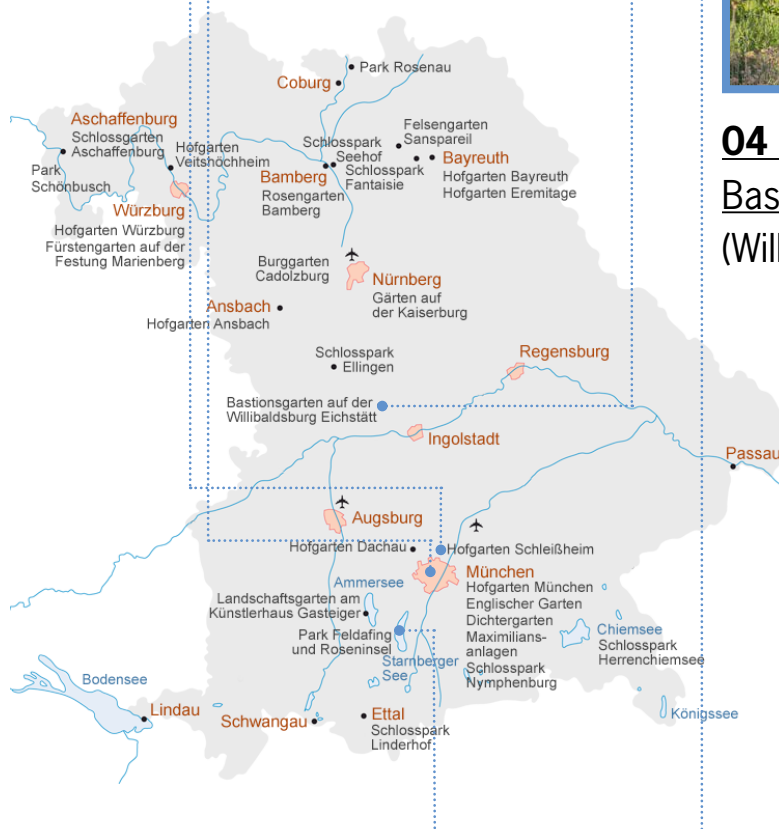 Park Rosenau
Coburg
Aschaffenburg
Schlossgarten
Aschaffenburg
Park
Schönbusch
Hofgarten
Veitshöchheim
Felsengarten
Sanspareil
Schlosspark
Seehof
Schlosspark
Fantaisie
Bayreuth
Hofgarten Bayreuth
Hofgarten Eremitage
Bamberg
Rosengarten
Bamberg
Würzburg
Hofgarten Würzburg
Fürstengarten auf der
Festung Marienberg
04
Bas
(Will
Burggarten
Cadolzburg
Nürnberg
Gärten auf
der Kaiserburg
Ansbach
Hofgarten Ansbach
Schlosspark
Ellingen
Regensburg
Bastionsgarten auf der
Willibaldsburg Eichstätt
Ingolstadt
Passau
Augsburg
Hofgarten Dachau
Hofgarten Schleißheim
München
Hofgarten München
Englischer Garten
Dichtergarten
Maximilians-
anlagen
Schlosspark
Nymphenburg
Ammersee
Landschaftsgarten am
Künstlerhaus Gasteiger
Park Feldafing
und Roseninsel
Starnberger
See
Chiemsee
Schlosspark
Herrenchiemsee
Bodensee
Lindau
Schwangau
Ettal
Schlosspark
Linderhof
Königssee